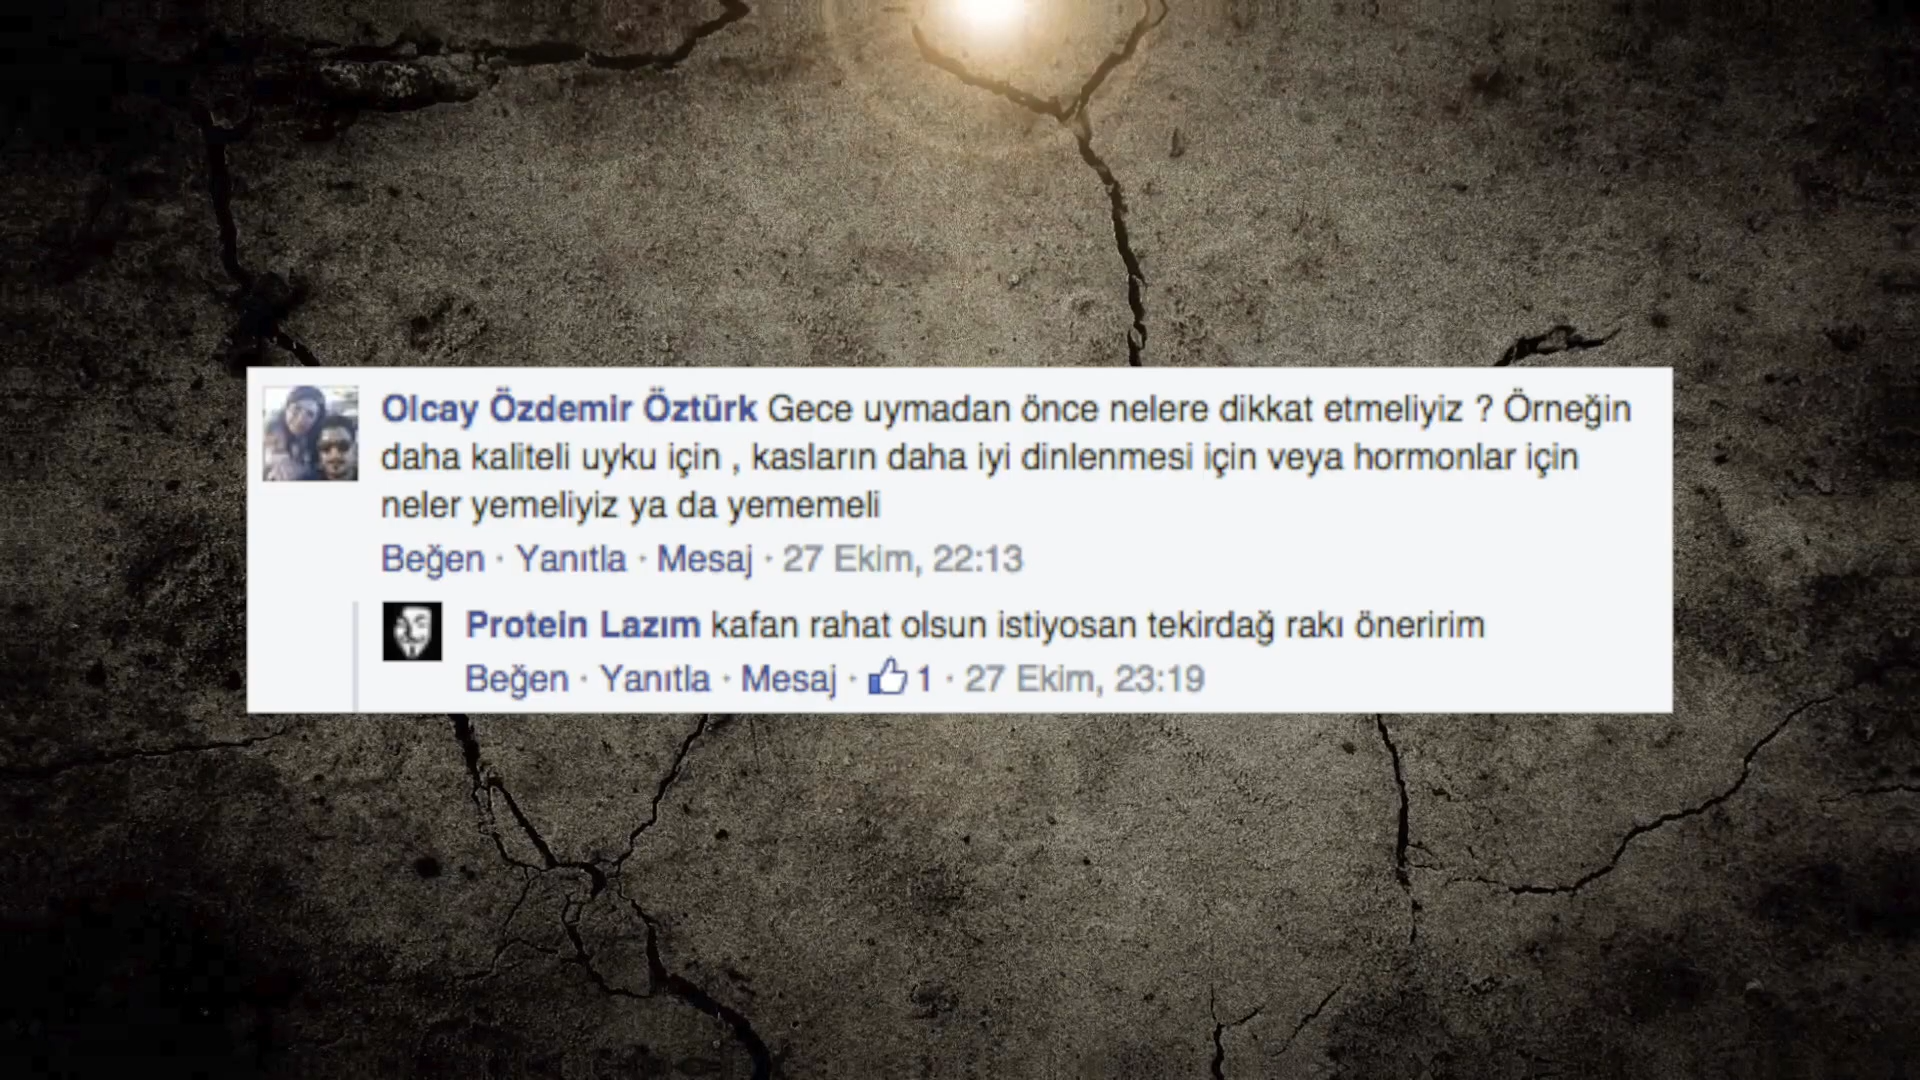 Olcay Özdemir Öztürk Gece uymadan önce nelere dikkat etmeliyiz ? Örneğin
daha kaliteli uyku için , kasların daha iyi dinlenmesi için veya hormonlar için
neler yemeliyiz ya da yememeli
Beğen · Yanıtla · Mesaj · 27 Ekim, 22:13
Protein Lazım kafan rahat olsun istiyosan tekirdağ rakı öneririm
Beğen · Yanıtla · Mesaj · 1 · 27 Ekim, 23:19